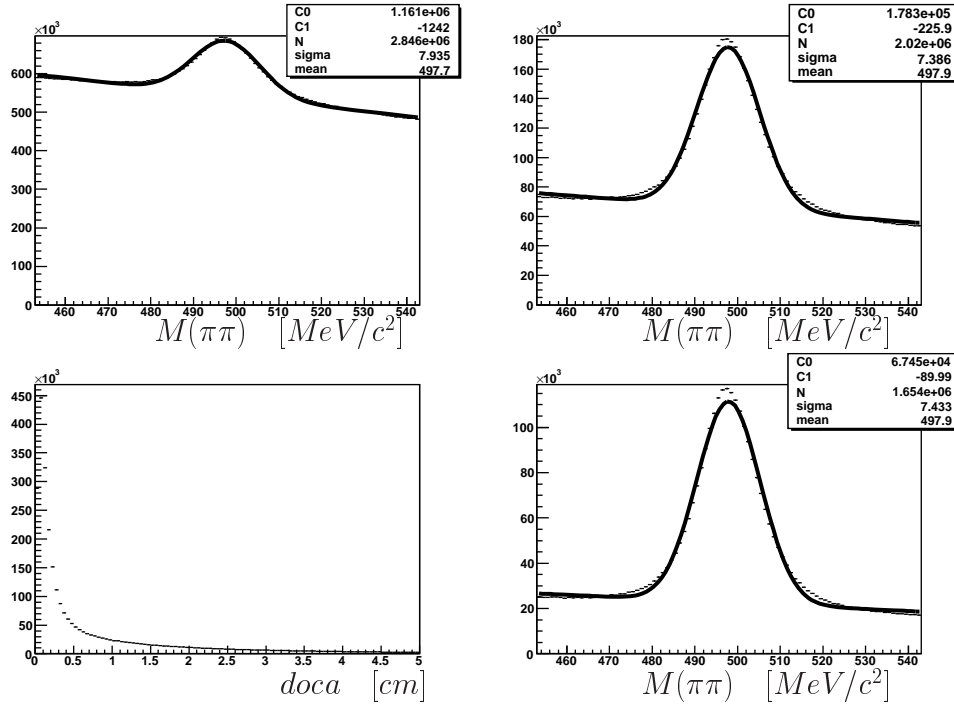 C0 1.161e+06
C1 -1242
N 2.846e+06
sigma 7.935
mean 497.7
×10³
600
500
400
300
200
100
0
460 470 480 490 500 510 520 530 540
M(ππ) [MeV/c²]
C0 1.783e+05
C1 -225.9
N 2.02e+06
sigma 7.386
mean 497.9
×10³
180
160
140
120
100
80
60
40
20
0
460 470 480 490 500 510 520 530 540
M(ππ) [MeV/c²]
×10³
450
400
350
300
250
200
150
100
50
0
0 0.5 1 1.5 2 2.5 3 3.5 4 4.5 5
doca [cm]
C0 6.745e+04
C1 -89.99
N 1.654e+06
sigma 7.433
mean 497.9
×10³
100
80
60
40
20
0
460 470 480 490 500 510 520 530 540
M(ππ) [MeV/c²]